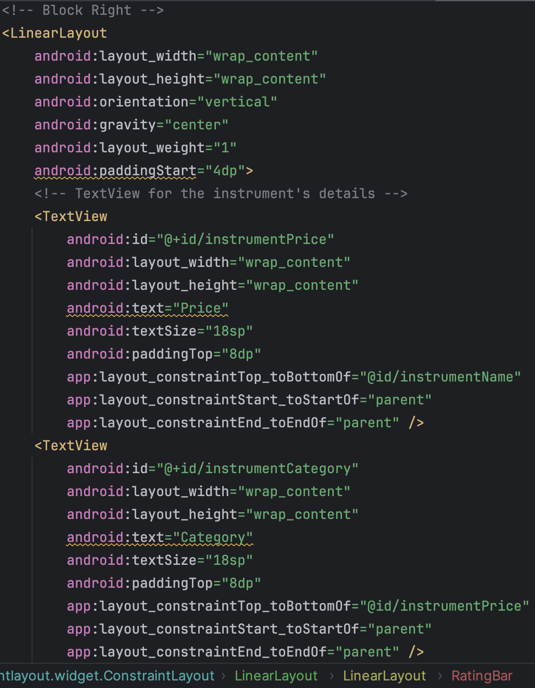 <!-- Block Right -->
<LinearLayout
android:layout_width="wrap_content"
android:layout_height="wrap_content"
android:orientation="vertical"
android:gravity="center"
android:layout_weight="1"
android:paddingStart="4dp">
<!-- TextView for the instrument's details -->
<TextView
android:id="@+id/instrumentPrice"
android:layout_width="wrap_content"
android:layout_height="wrap_content"
android:text="Price"
android:textSize="18sp"
android:paddingTop="8dp"
app:layout_constraintTop_toBottomOf="@id/instrumentName"
app:layout_constraintStart_toStartOf="parent"
app:layout_constraintEnd_toEndOf="parent" />
<TextView
android:id="@+id/instrumentCategory"
android:layout_width="wrap_content"
android:layout_height="wrap_content"
android:text="Category"
android:textSize="18sp"
android:paddingTop="8dp"
app:layout_constraintTop_toBottomOf="@id/instrumentPrice"
app:layout_constraintStart_toStartOf="parent"
app:layout_constraintEnd_toEndOf="parent" />
ntlayout.widget.ConstraintLayout › LinearLayout › LinearLayout › RatingBar